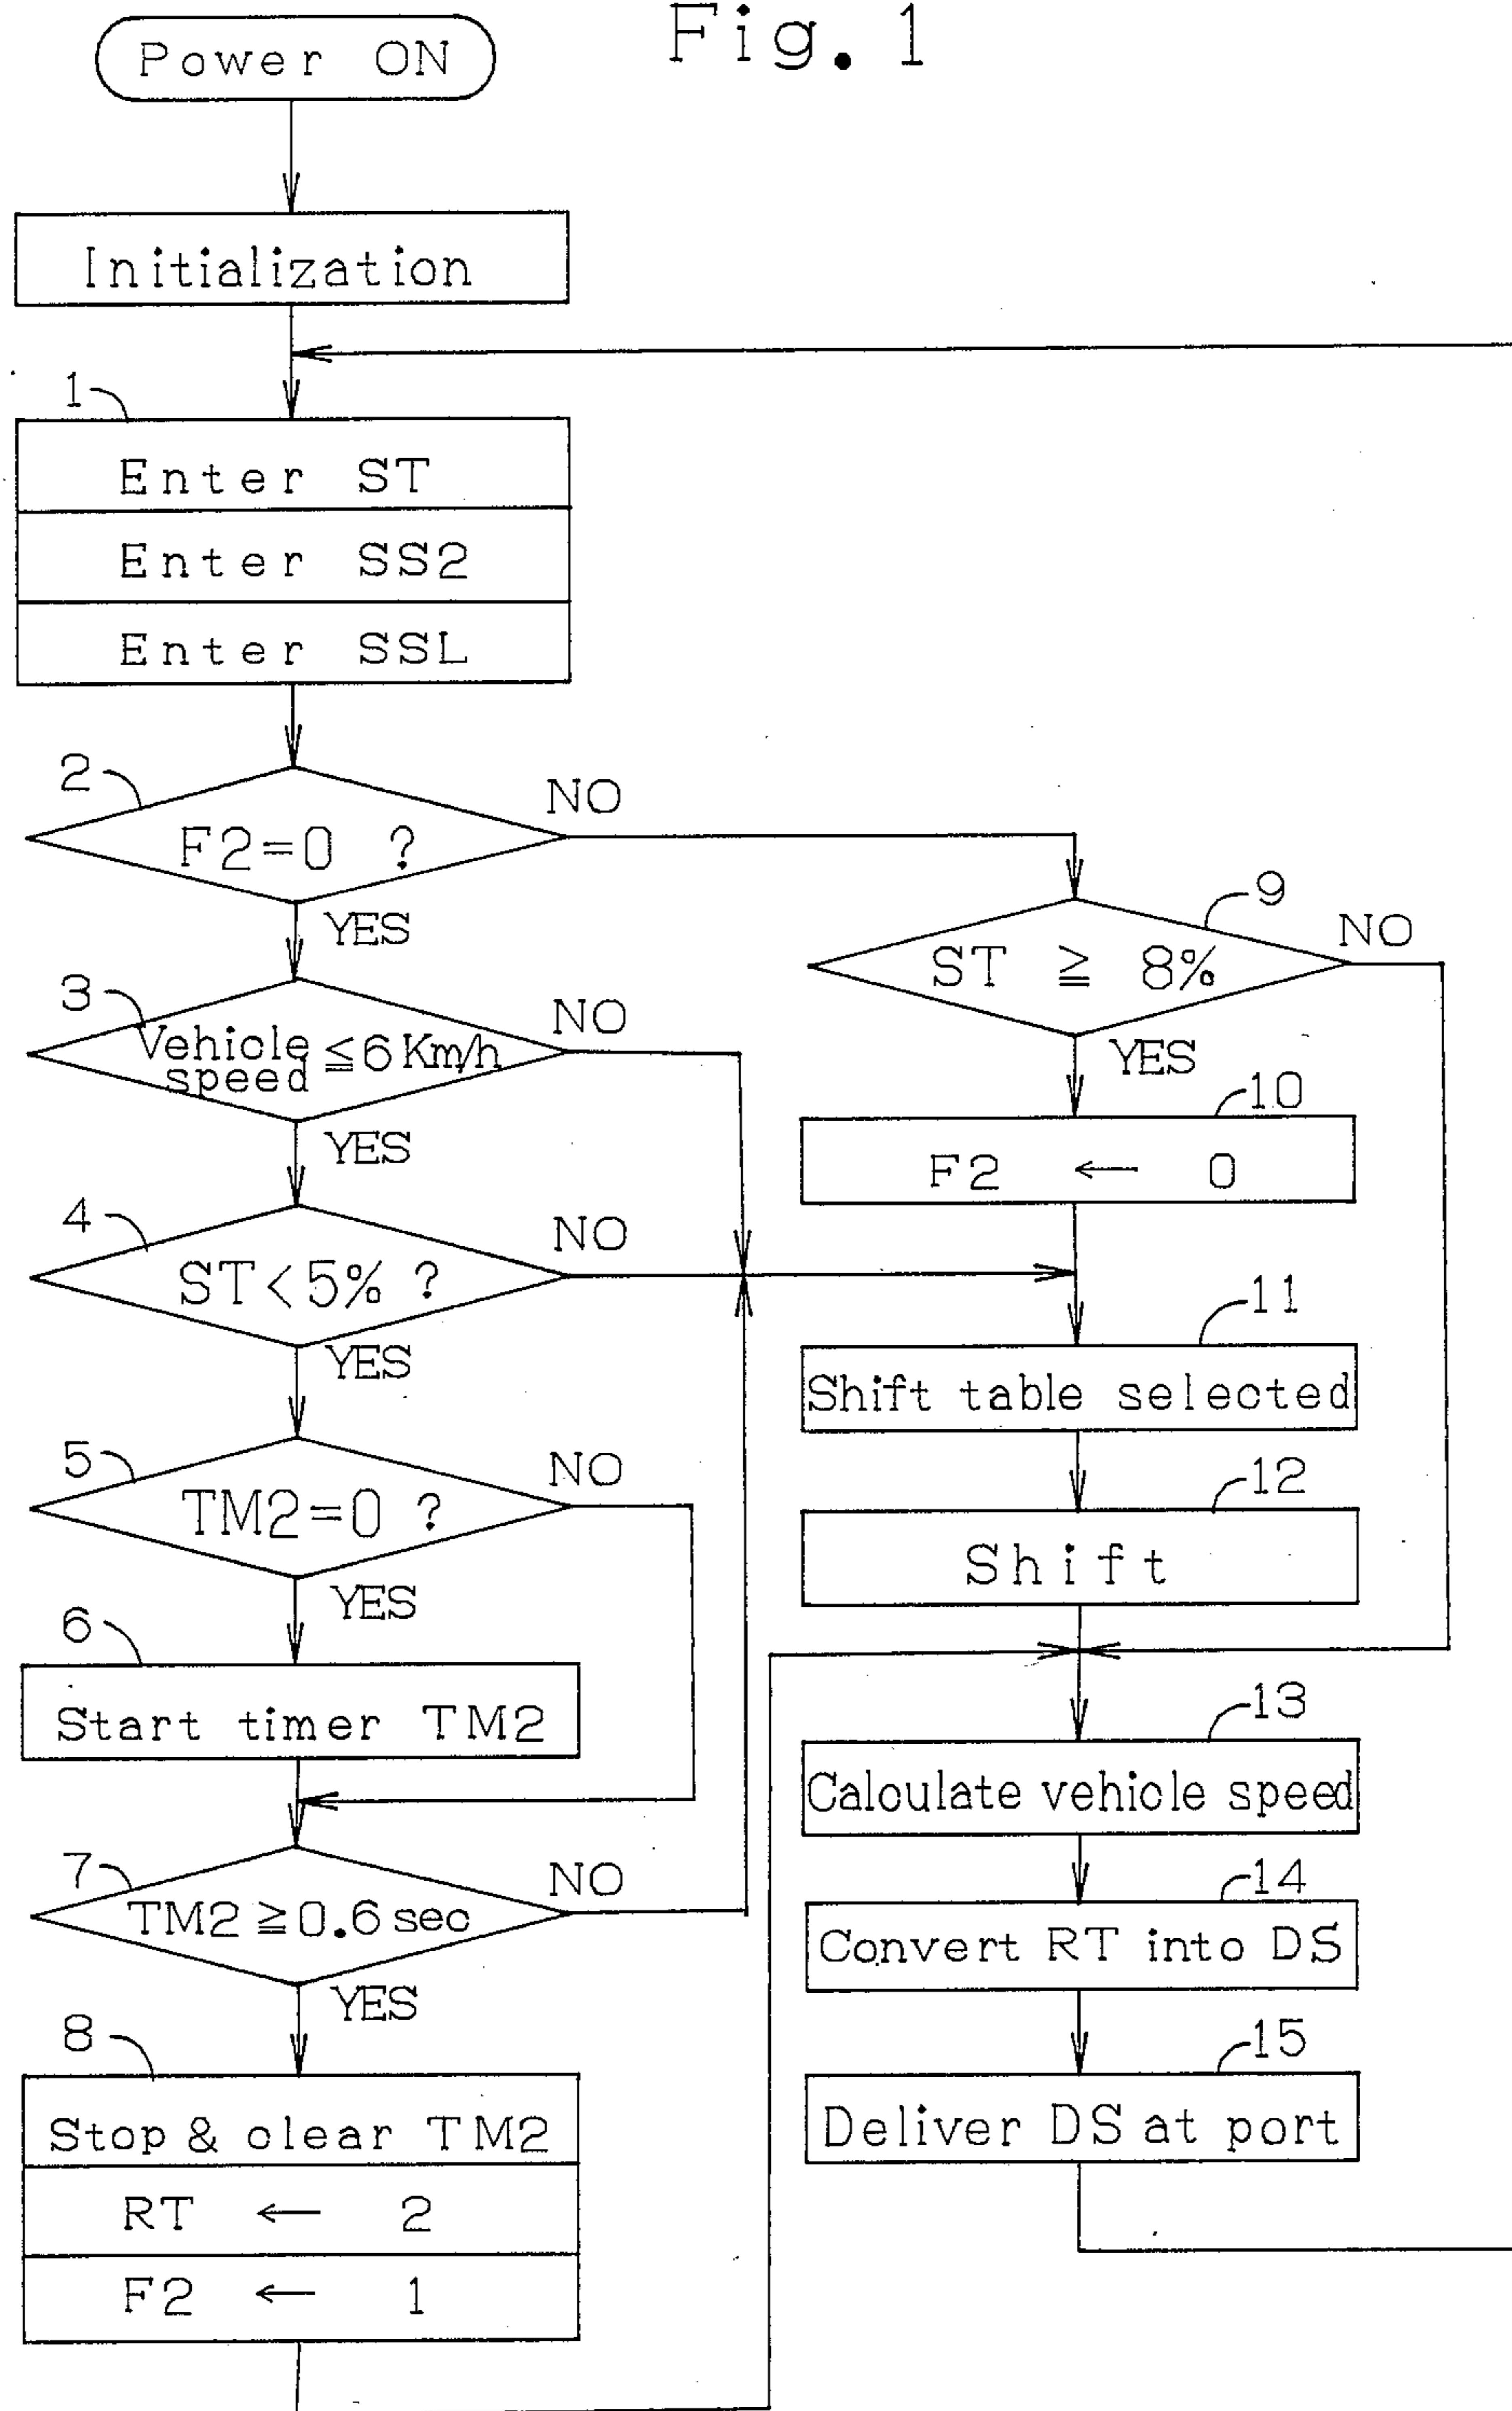 Fig. 1
Power ON
Initialization
1
Enter ST
Enter SS2
Enter SSL
2
F2=0 ?
NO
YES
3
Vehicle speed ≦6 Km/h
NO
YES
4
ST<5% ?
NO
YES
5
TM2=0 ?
NO
YES
6
Start timer TM2
7
TM2≧0.6 sec
NO
YES
8
Stop & clear TM2
RT ← 2
F2 ← 1
9
ST ≧ 8%
NO
YES
10
F2 ← 0
11
Shift table selected
12
Shift
13
Calculate vehicle speed
14
Convert RT into DS
15
Deliver DS at port